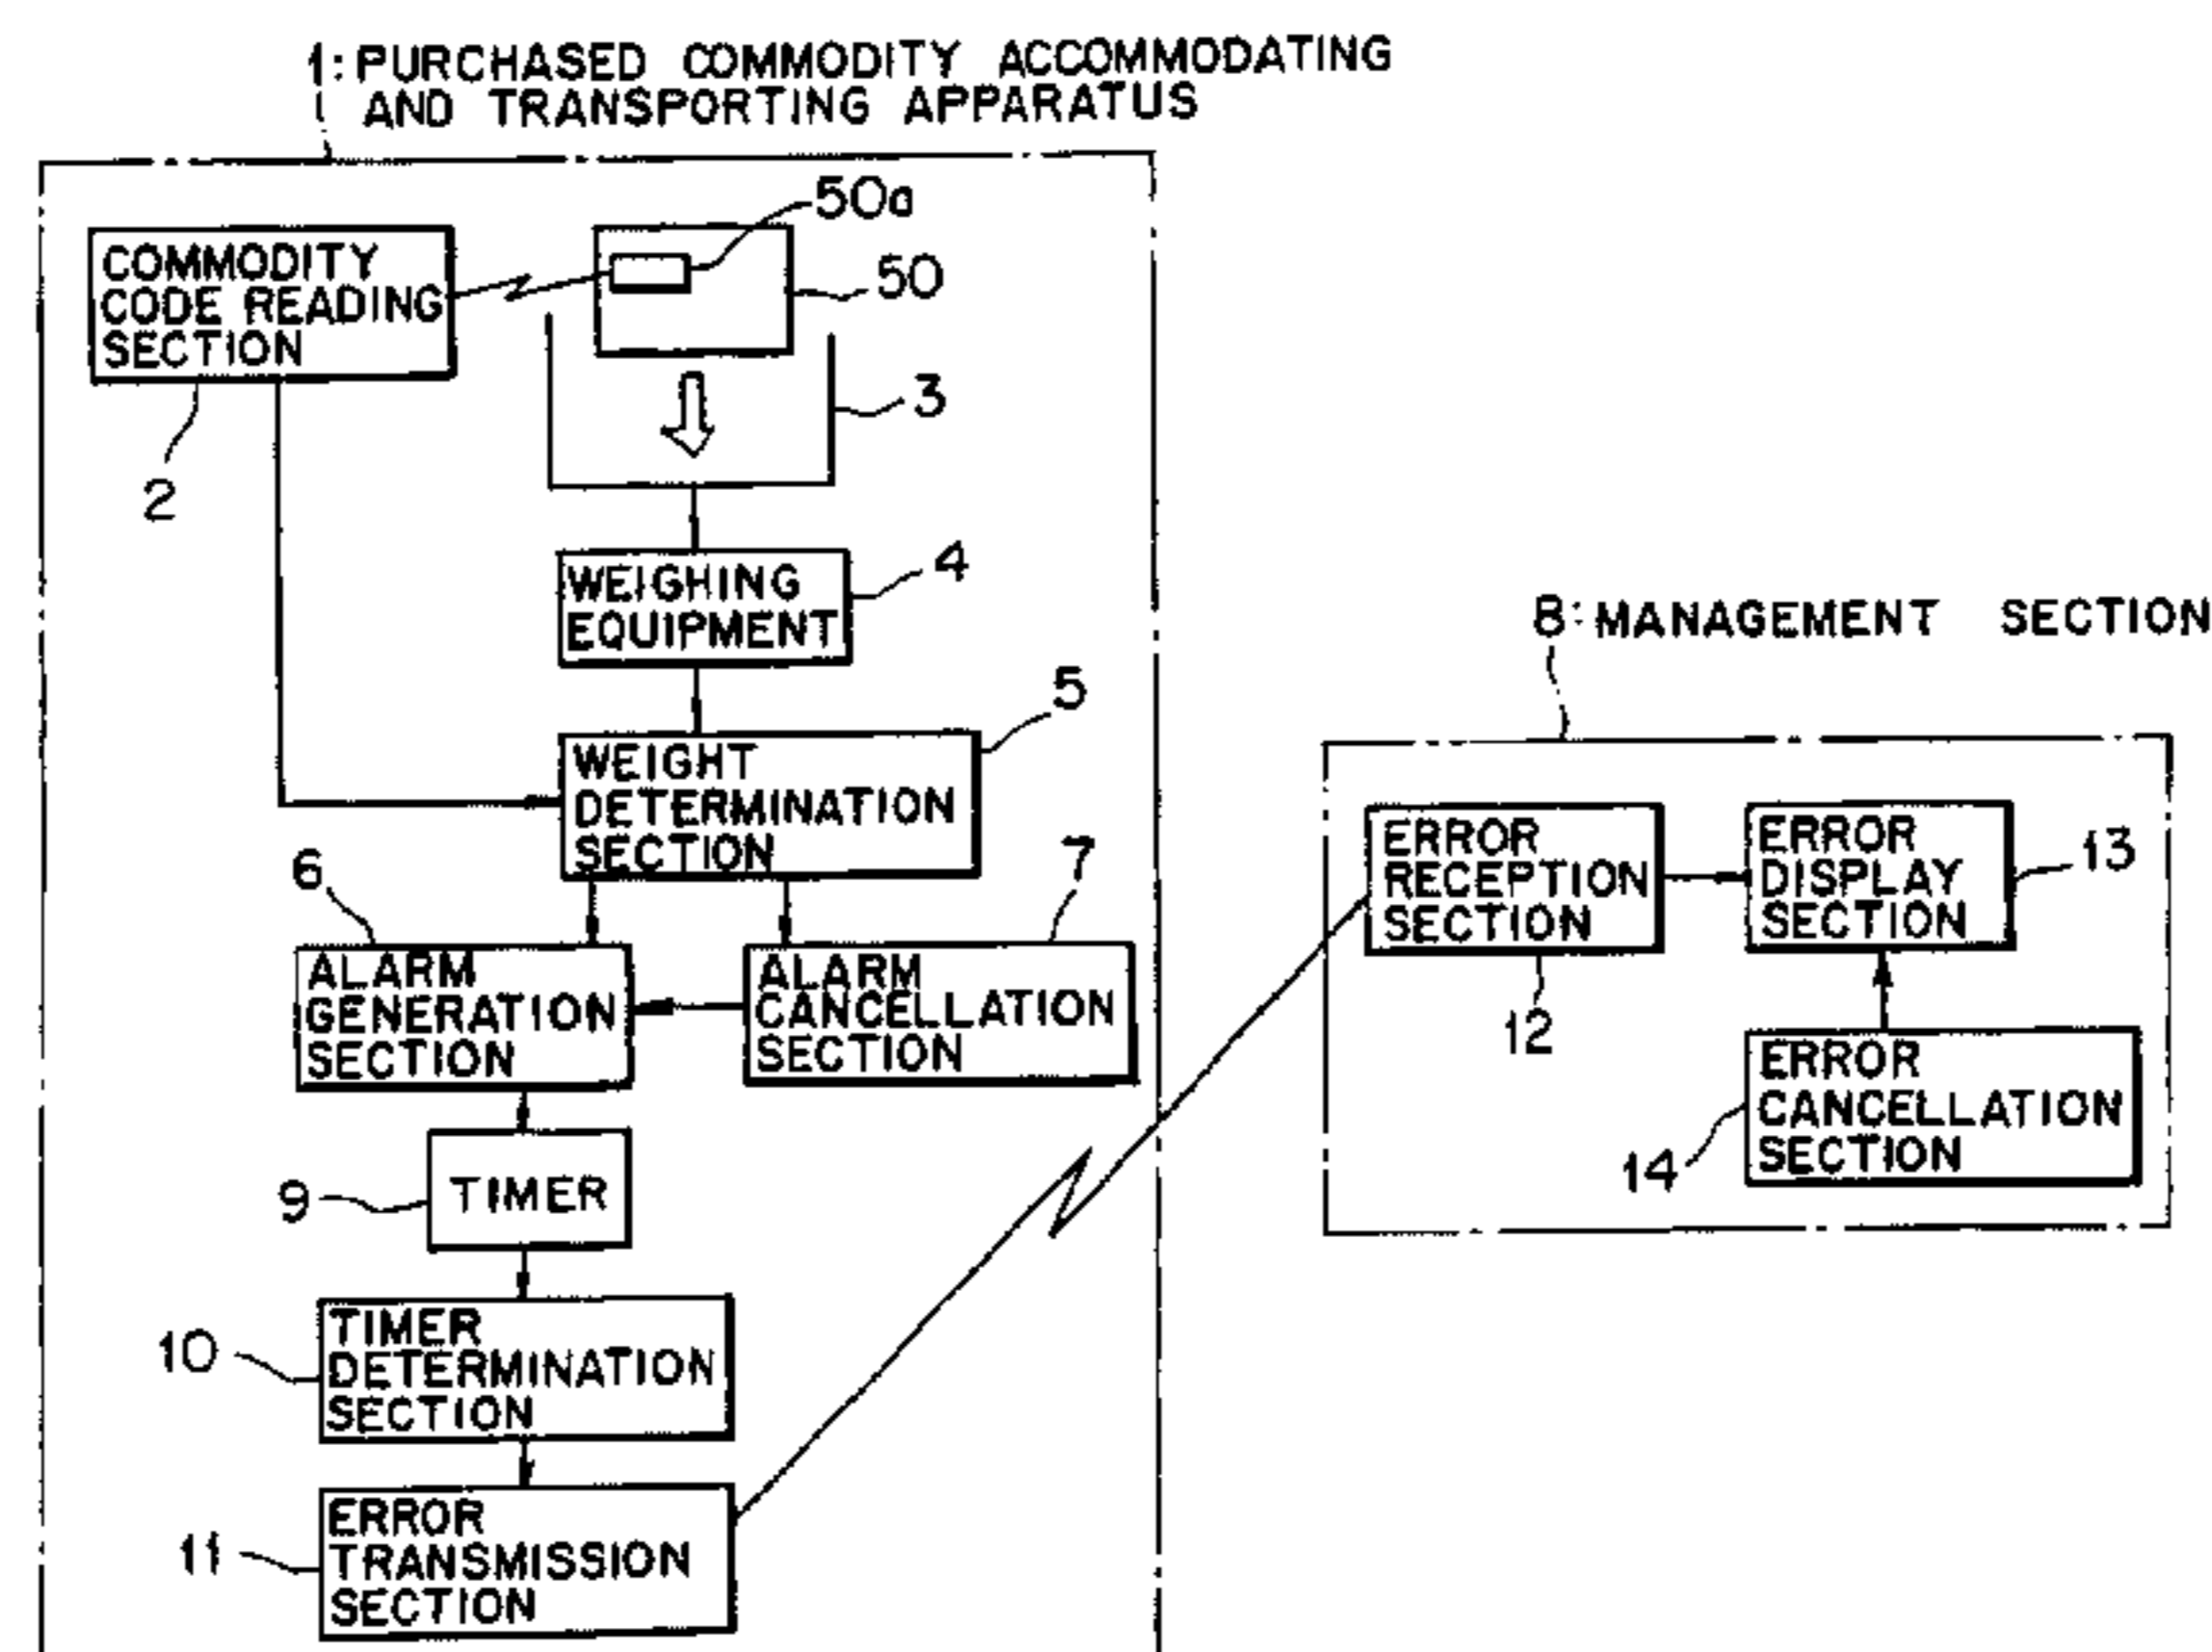 1: PURCHASED COMMODITY ACCOMMODATING
AND TRANSPORTING APPARATUS
50a
COMMODITY
CODE READING
SECTION
50
3
2
WEIGHING
EQUIPMENT
4
8: MANAGEMENT SECTION
5
WEIGHT
DETERMINATION
SECTION
6
7
ERROR
RECEPTION
SECTION
ERROR
DISPLAY
SECTION
13
12
ALARM
GENERATION
SECTION
ALARM
CANCELLATION
SECTION
ERROR
CANCELLATION
SECTION
14
9
TIMER
10
TIMER
DETERMINATION
SECTION
11
ERROR
TRANSMISSION
SECTION